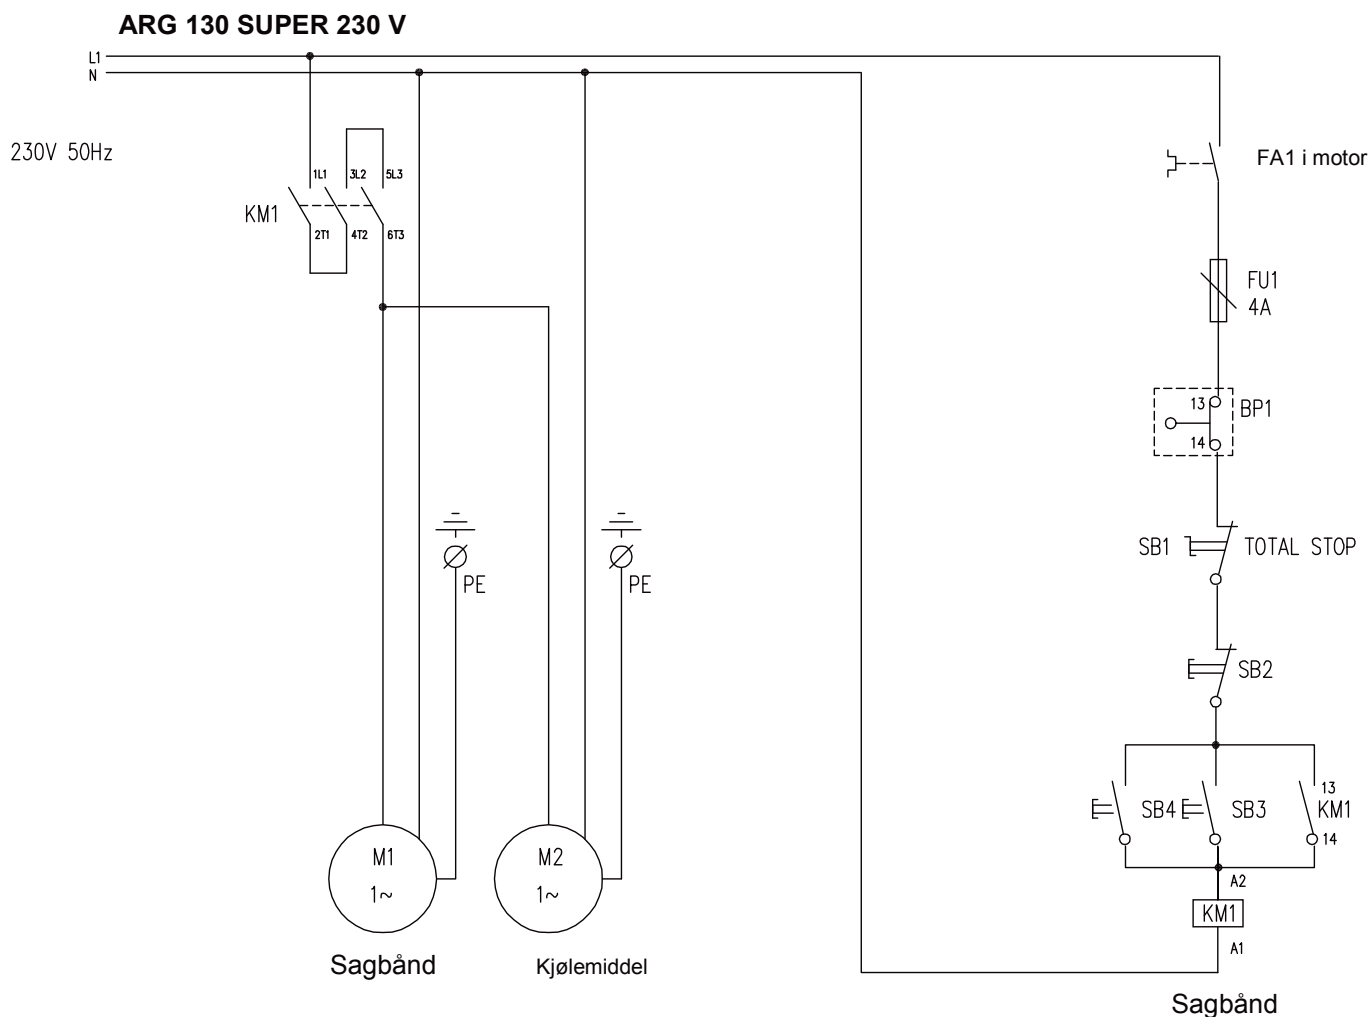 ARG 130 SUPER 230 V
L1
N
230V 50Hz
FA1 i motor
1L1 3L2 5L3
KM1
2T1 4T2 6T3
FU1
4A
13
BP1
14
SB1 TOTAL STOP
PE PE
SB2
13
SB4 SB3 KM1
14
M1 M2
1~ 1~
A2
KM1
A1
Sagbånd Kjølemiddel
Sagbånd